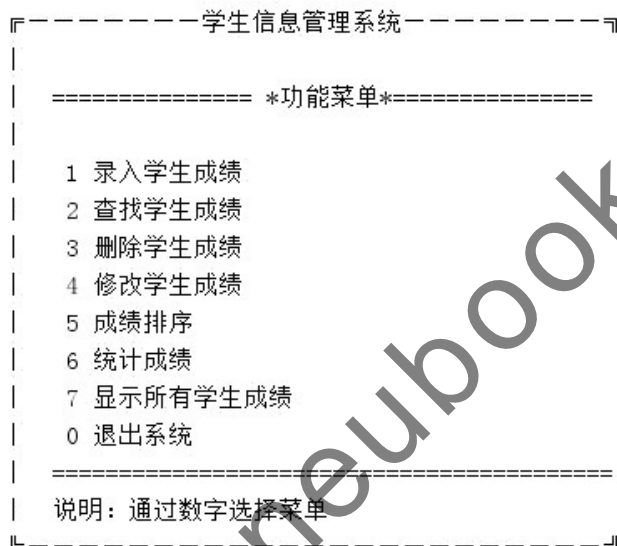 ╔－－－－－－－学生信息管理系统－－－－－－－╗
|
|  =============== *功能菜单*===============
|
|   1 录入学生成绩
|   2 查找学生成绩
|   3 删除学生成绩
|   4 修改学生成绩
|   5 成绩排序
|   6 统计成绩
|   7 显示所有学生成绩
|   0 退出系统
|  ==========================================
|  说明：通过数字选择菜单
╚－－－－－－－－－－－－－－－－－－－－－－╝
neubook